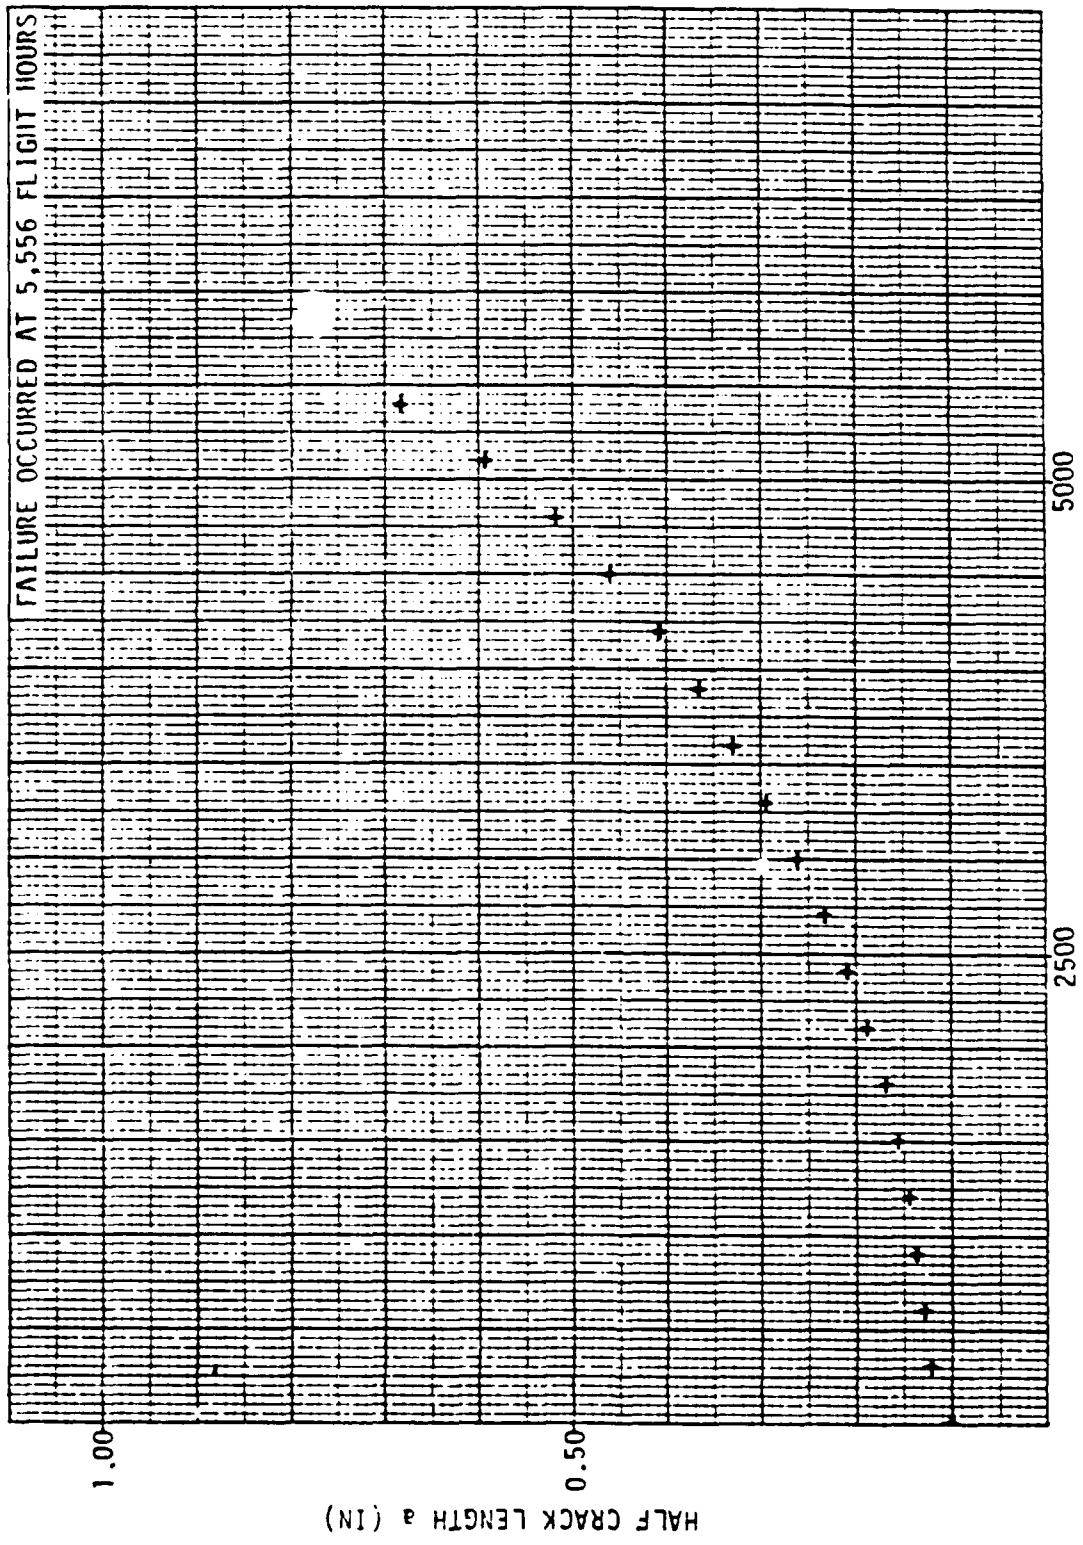 FAILURE OCCURRED AT 5,556 FLIGHT HOURS
1.00
0.50
HALF CRACK LENGTH a (IN)
2500
5000